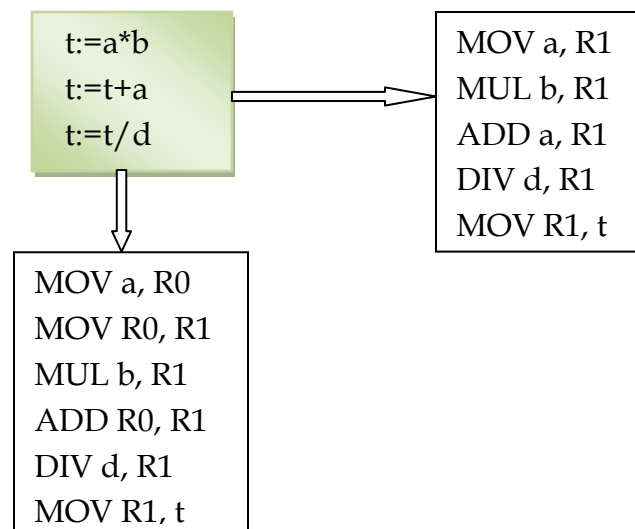 t:=a*b
t:=t+a
t:=t/d
MOV a, R1
MUL b, R1
ADD a, R1
DIV d, R1
MOV R1, t
MOV a, R0
MOV R0, R1
MUL b, R1
ADD R0, R1
DIV d, R1
MOV R1, t